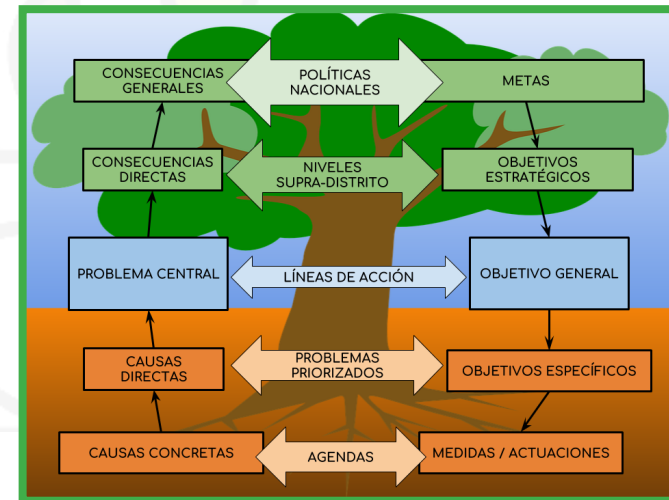 CONSECUENCIAS
GENERALES
POLÍTICAS
NACIONALES
METAS
CONSECUENCIAS
DIRECTAS
NIVELES
SUPRA-DISTRITO
OBJETIVOS
ESTRATÉGICOS
PROBLEMA CENTRAL
LÍNEAS DE ACCIÓN
OBJETIVO GENERAL
CAUSAS
DIRECTAS
PROBLEMAS
PRIORIZADOS
OBJETIVOS ESPECÍFICOS
CAUSAS CONCRETAS
AGENDAS
MEDIDAS / ACTUACIONES